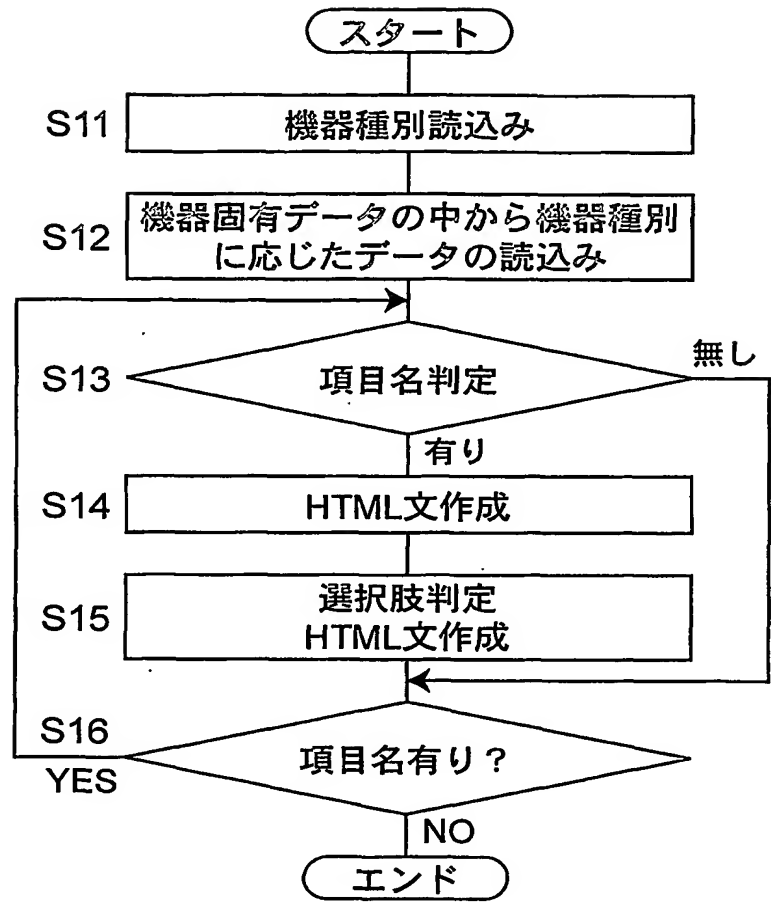 スタート
S11
機器種別読込み
S12
機器固有データの中から機器種別
に応じたデータの読込み
S13
項目名判定
無し
有り
S14
HTML文作成
S15
選択肢判定
HTML文作成
S16
項目名有り？
YES
NO
エンド